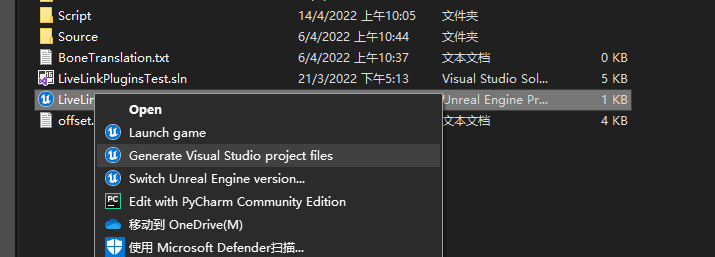 Script 14/4/2022 上午10:05 文件夹
Source 6/4/2022 上午10:44 文件夹
BoneTranslation.txt 6/4/2022 上午10:37 文本文档 0 KB
LiveLinkPluginsTest.sln 21/3/2022 下午5:13 Visual Studio Sol... 5 KB
LiveLin Unreal Engine Pr... 1 KB
offset. 文本文档 4 KB
Open
Launch game
Generate Visual Studio project files
Switch Unreal Engine version...
PC Edit with PyCharm Community Edition
移动到 OneDrive(M)
使用 Microsoft Defender扫描...